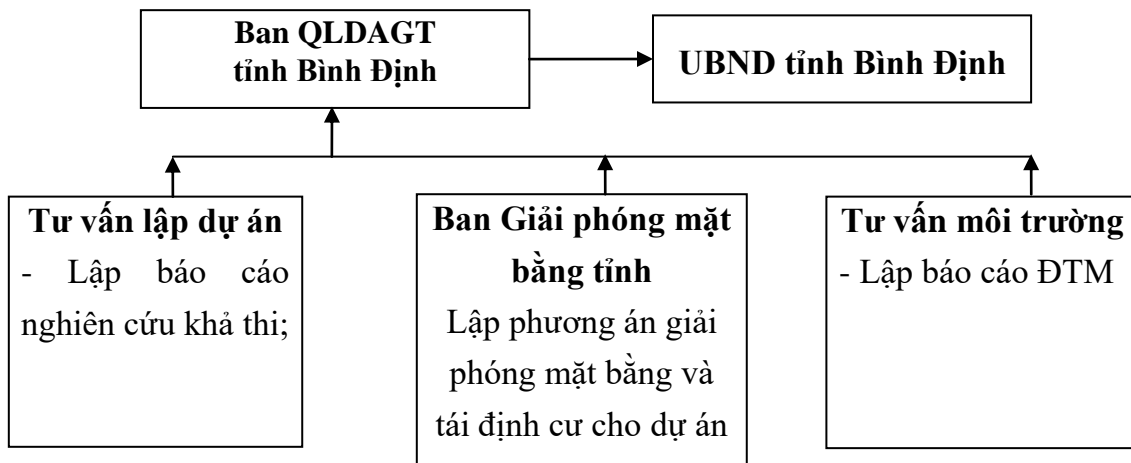 Ban QLDAGT
tỉnh Bình Định
UBND tỉnh Bình Định
Tư vấn lập dự án
- Lập báo cáo
nghiên cứu khả thi;
Ban Giải phóng mặt
bằng tỉnh
Lập phương án giải
phóng mặt bằng và
tái định cư cho dự án
Tư vấn môi trường
- Lập báo cáo ĐTM